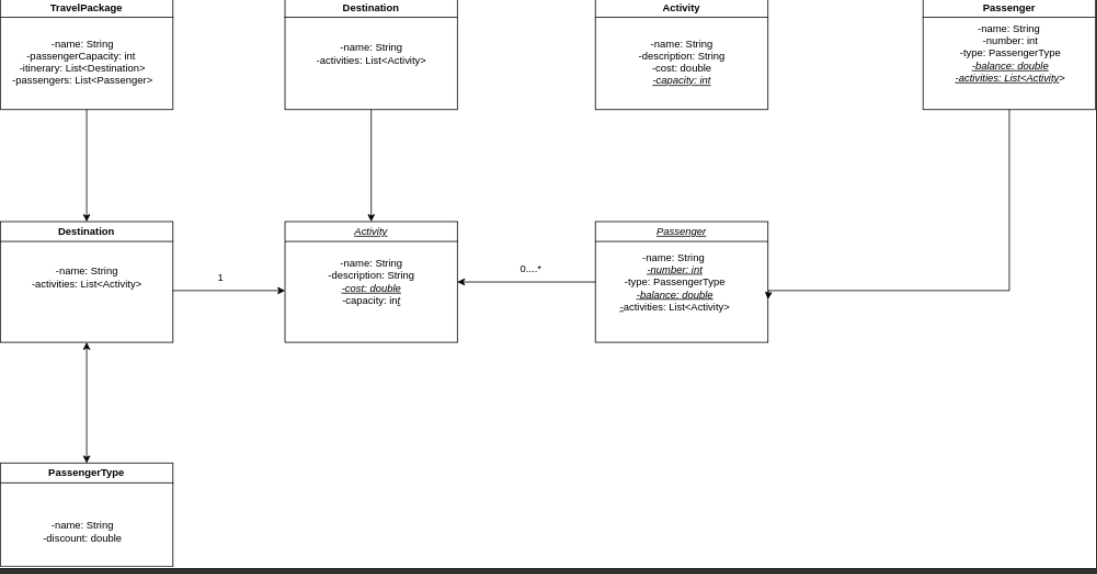 TravelPackage
-name: String
-passengerCapacity: int
-itinerary: List<Destination>
-passengers: List<Passenger>
Destination
-name: String
-activities: List<Activity>
Activity
-name: String
-description: String
-cost: double
-capacity: int
Passenger
-name: String
-number: int
-type: PassengerType
-balance: double
-activities: List<Activity>
Destination
-name: String
-activities: List<Activity>
1
Activity
-name: String
-description: String
-cost: double
-capacity: int
0....*
Passenger
-name: String
-number: int
-type: PassengerType
-balance: double
-activities: List<Activity>
PassengerType
-name: String
-discount: double